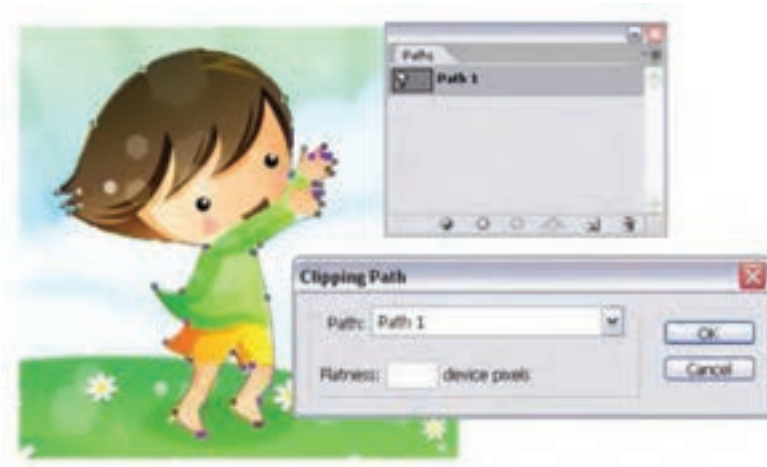 Paths
Path 1
Clipping Path
Path: Path 1
OK
Flatness: device pixels
Cancel